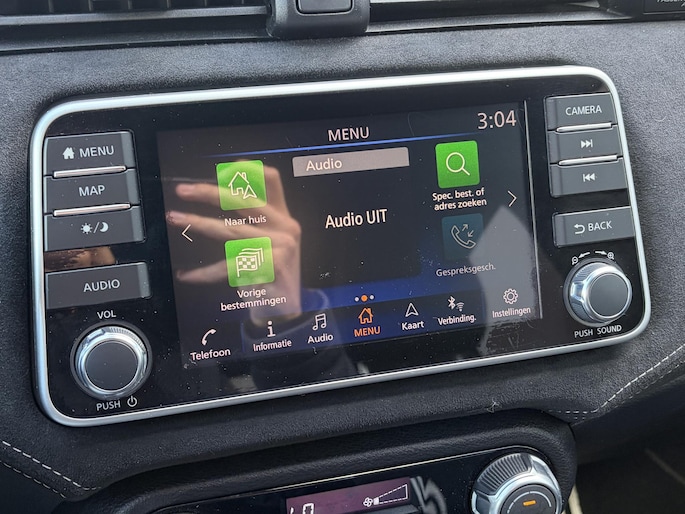 MENU
3:04
CAMERA
MENU
Audio
Spec. best. of
adres zoeken
MAP
Naar huis
Audio UIT
BACK
AUDIO
Vorige
bestemmingen
Gespreksgesch.
VOL
Telefoon
Informatie
Audio
MENU
Kaart
Verbinding.
Instellingen
PUSH SOUND
PUSH